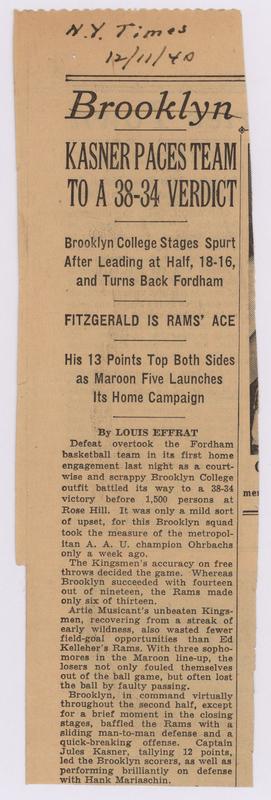 N.Y. Times
12/11/40
Brooklyn
KASNER PACES TEAM
TO A 38-34 VERDICT
Brooklyn College Stages Spurt
After Leading at Half, 18-16,
and Turns Back Fordham
FITZGERALD IS RAMS' ACE
His 13 Points Top Both Sides
as Maroon Five Launches
Its Home Campaign
By LOUIS EFFRAT
Defeat overtook the Fordham
basketball team in its first home
engagement last night as a court-
wise and scrappy Brooklyn College
outfit battled its way to a 38-34
victory before 1,500 persons at
Rose Hill. It was only a mild sort
of upset, for this Brooklyn squad
took the measure of the metropol-
itan A. A. U. champion Ohrbachs
only a week ago.
The Kingsmen's accuracy on free
throws decided the game. Whereas
Brooklyn succeeded with fourteen
out of nineteen, the Rams made
only six of thirteen.
Artie Musicant's unbeaten Kings-
men, recovering from a streak of
early wildness, also wasted fewer
field-goal opportunities than Ed
Kelleher's Rams. With three sopho-
mores in the Maroon line-up, the
losers not only fouled themselves
out of the ball game, but often lost
the ball by faulty passing.
Brooklyn, in command virtually
throughout the second half, except
for a brief moment in the closing
stages, baffled the Rams with a
sliding man-to-man defense and a
quick-breaking offense. Captain
Jules Kasner, tallying 12 points,
led the Brooklyn scorers, as well as
performing brilliantly on defense
with Hank Mariaschin.